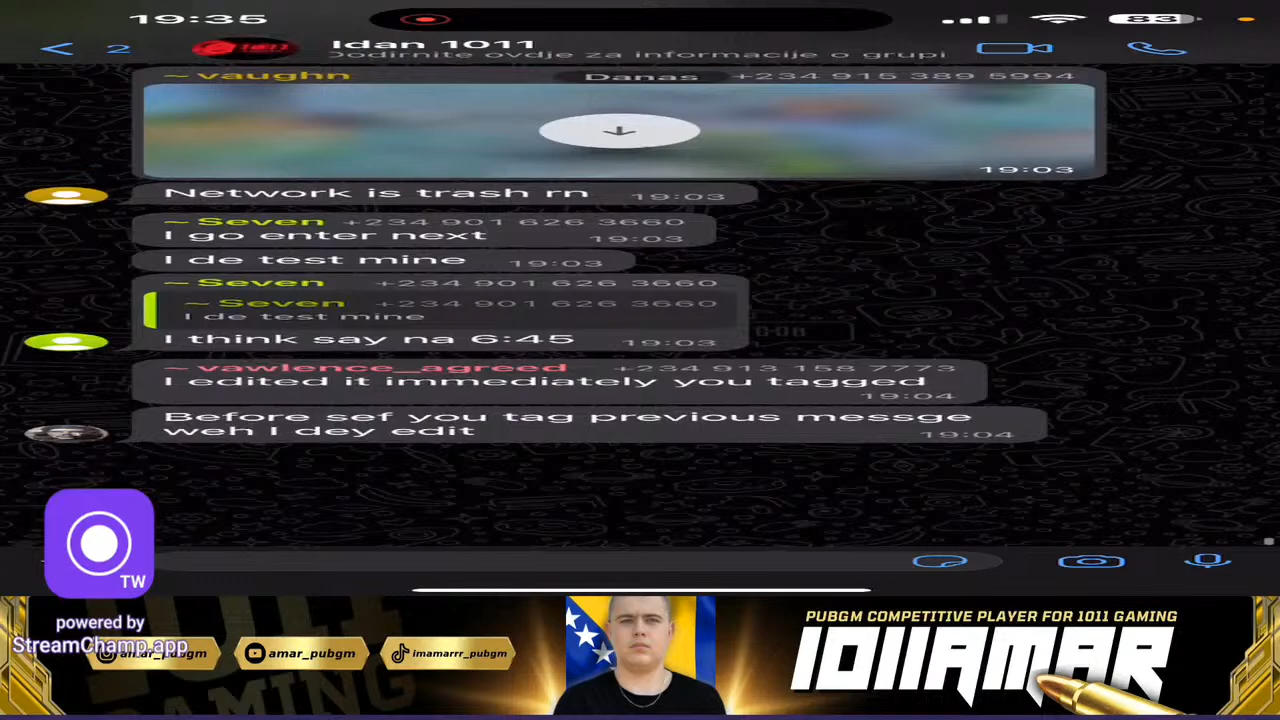 19:35
83
2
Idan 1011
Dodirnite ovdje za informacije o grupi
~ vaughn
Danas
+234 915 389 5994
19:03
Network is trash rn 19:03
~ Seven +234 901 626 3660
I go enter next 19:03
I de test mine 19:03
~ Seven +234 901 626 3660
~ Seven +234 901 626 3660
I de test mine
I think say na 6:45 19:03
~ vawlence_agreed +234 913 158 7773
I edited it immediately you tagged
19:04
Before sef you tag previous messge
weh I dey edit 19:04
TW
powered by
StreamChamp.app
amar_pubgm
amar_pubgm
imamarrr_pubgm
PUBGM COMPETITIVE PLAYER FOR 1011 GAMING
1011AMAR
GAMING